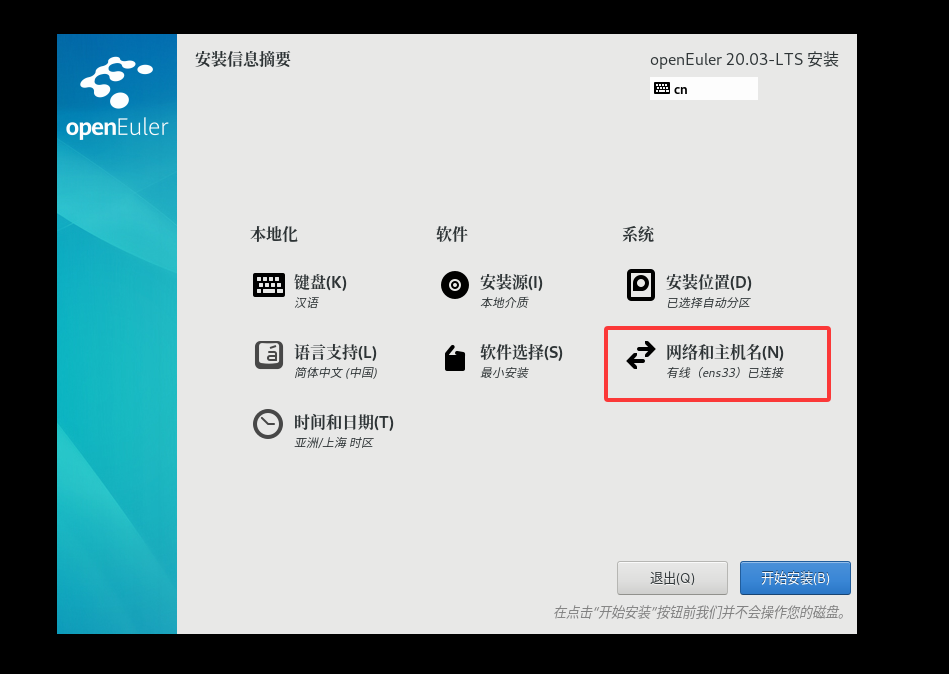 openEuler
安装信息摘要
openEuler 20.03-LTS 安装
cn
本地化
软件
系统
键盘(K)
汉语
安装源(I)
本地介质
安装位置(D)
已选择自动分区
语言支持(L)
简体中文 (中国)
软件选择(S)
最小安装
网络和主机名(N)
有线（ens33）已连接
时间和日期(T)
亚洲/上海 时区
退出(Q)
开始安装(B)
在点击“开始安装”按钮前我们并不会操作您的磁盘。